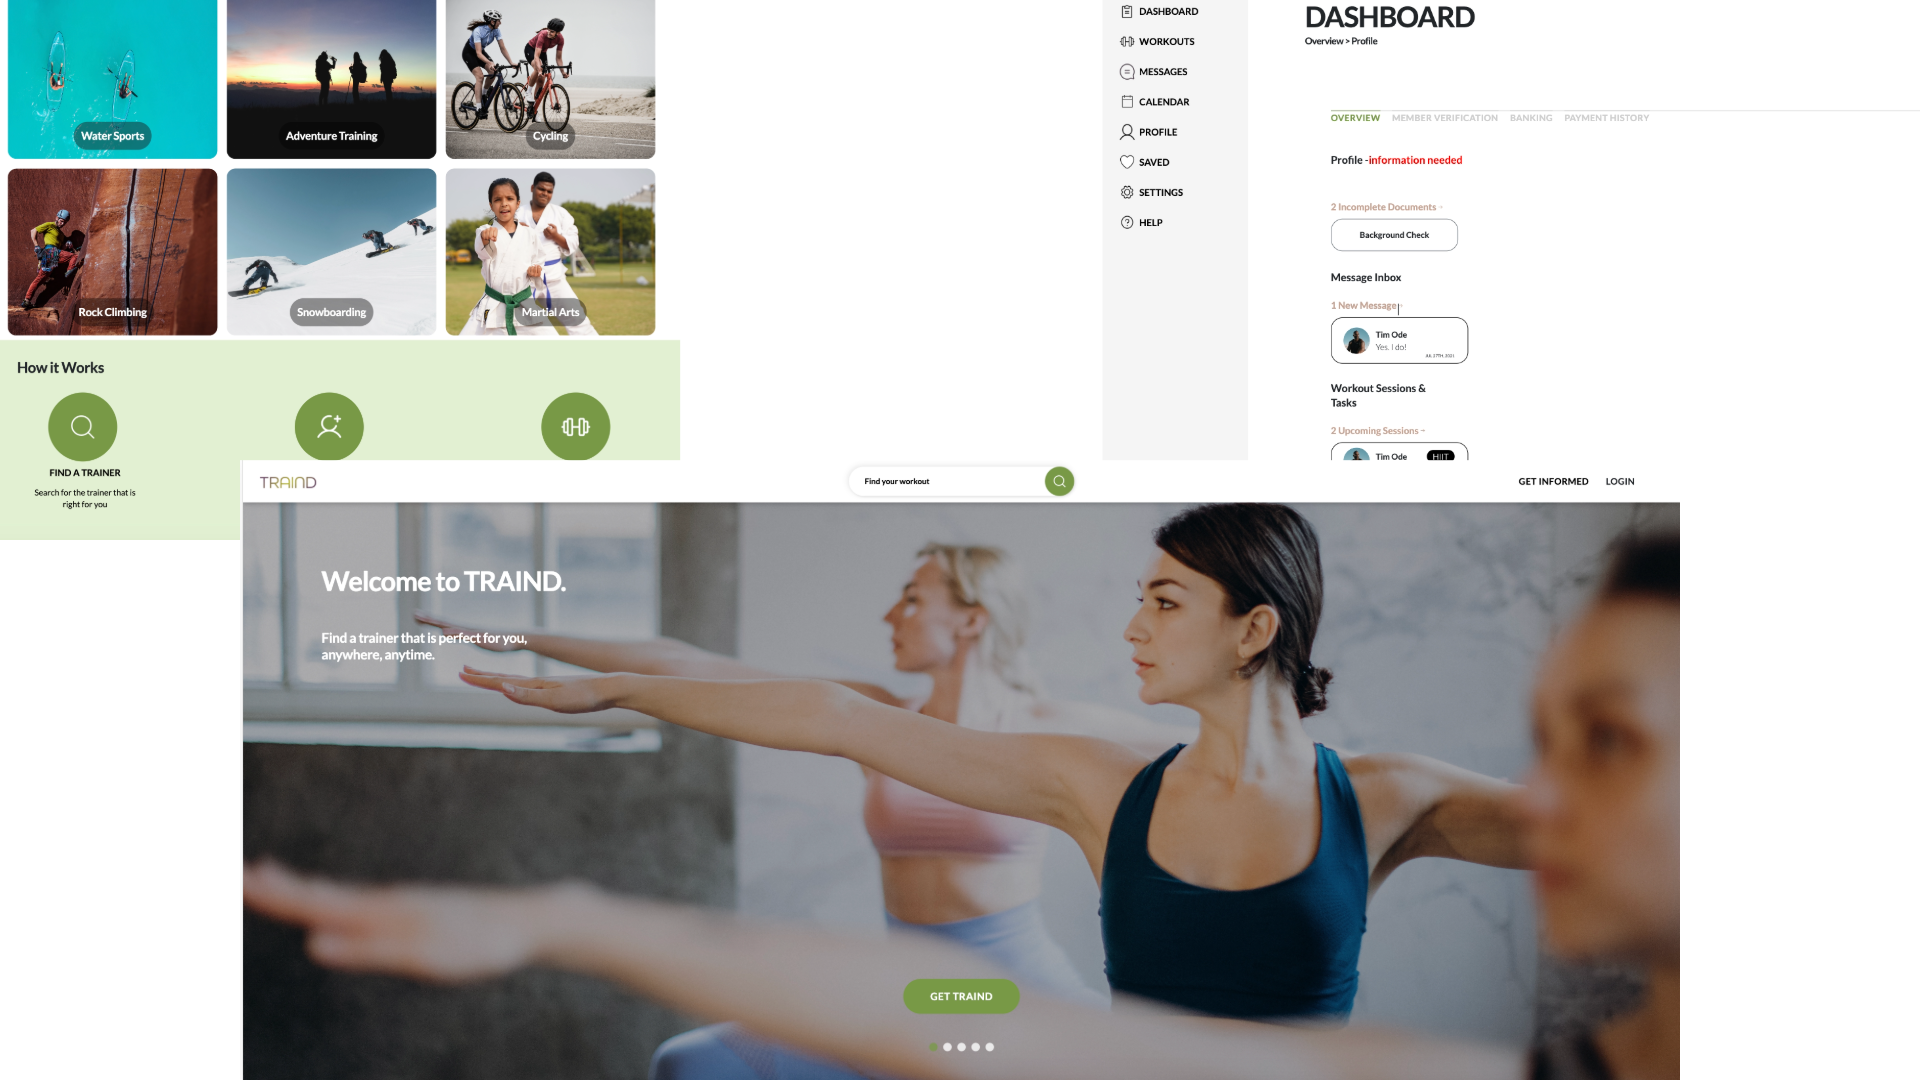 Water Sports
Adventure Training
Cycling
Rock Climbing
Snowboarding
Martial Arts
How it Works
FIND A TRAINER
Search for the trainer that is
right for you
DASHBOARD
WORKOUTS
MESSAGES
CALENDAR
PROFILE
SAVED
SETTINGS
HELP
DASHBOARD
Overview > Profile
OVERVIEW MEMBER VERIFICATION BANKING PAYMENT HISTORY
Profile -information needed
2 Incomplete Documents
Background Check
Message Inbox
1 New Message
Tim Ode
Yes. I do!
JUL 27TH, 2021
Workout Sessions &
Tasks
2 Upcoming Sessions
Tim Ode HIIT
TRAIND
Find your workout
GET INFORMED LOGIN
Welcome to TRAIND.
Find a trainer that is perfect for you,
anywhere, anytime.
GET TRAIND